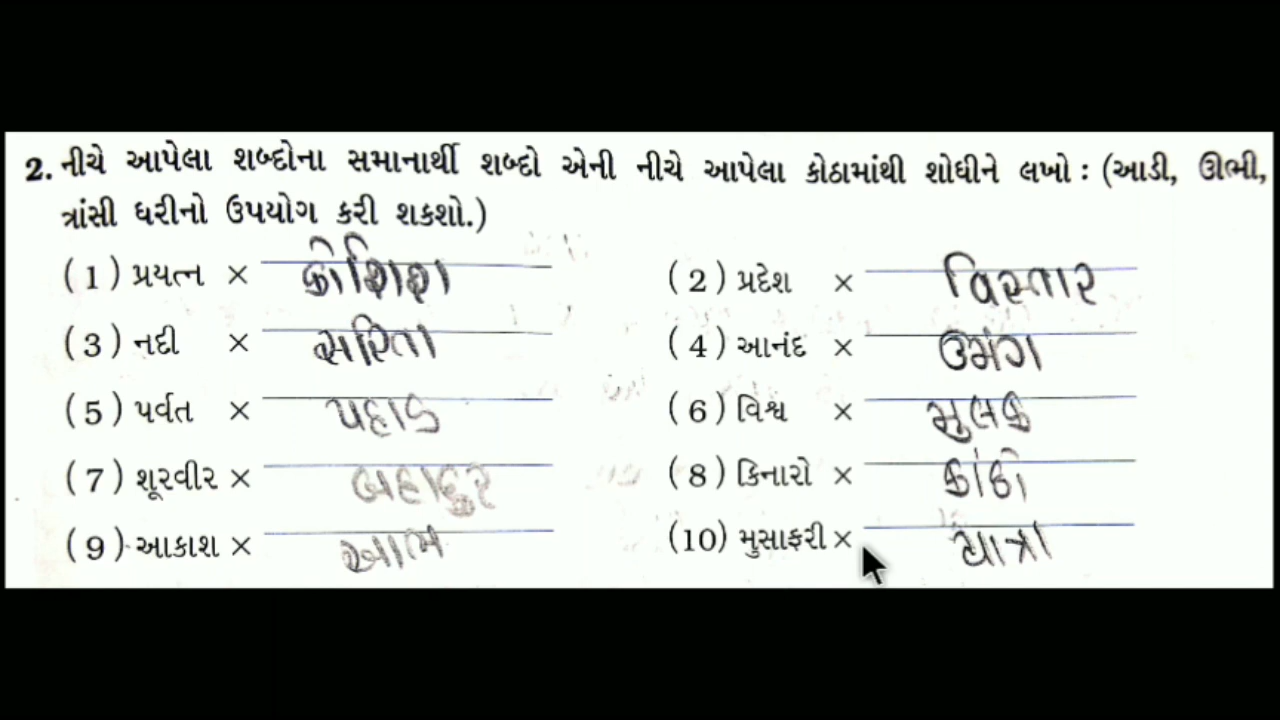 2. નીચે આપેલા શબ્દોના સમાનાર્થી શબ્દો એની નીચે આપેલા કોઠામાંથી શોધીને લખો : (આડી, ઊભી,
ત્રાંસી ધરીનો ઉપયોગ કરી શકશો.)
(1) પ્રયત્ન × કોશિશ (2) પ્રદેશ × વિસ્તાર
(3) નદી × સરિતા (4) આનંદ × ઉમંગ
(5) પર્વત × પહાડ (6) વિશ્વ × મુલક
(7) શૂરવીર × બહાદુર (8) કિનારો × કાંઠો
(9) આકાશ × આભ (10) મુસાફરી × યાત્રા